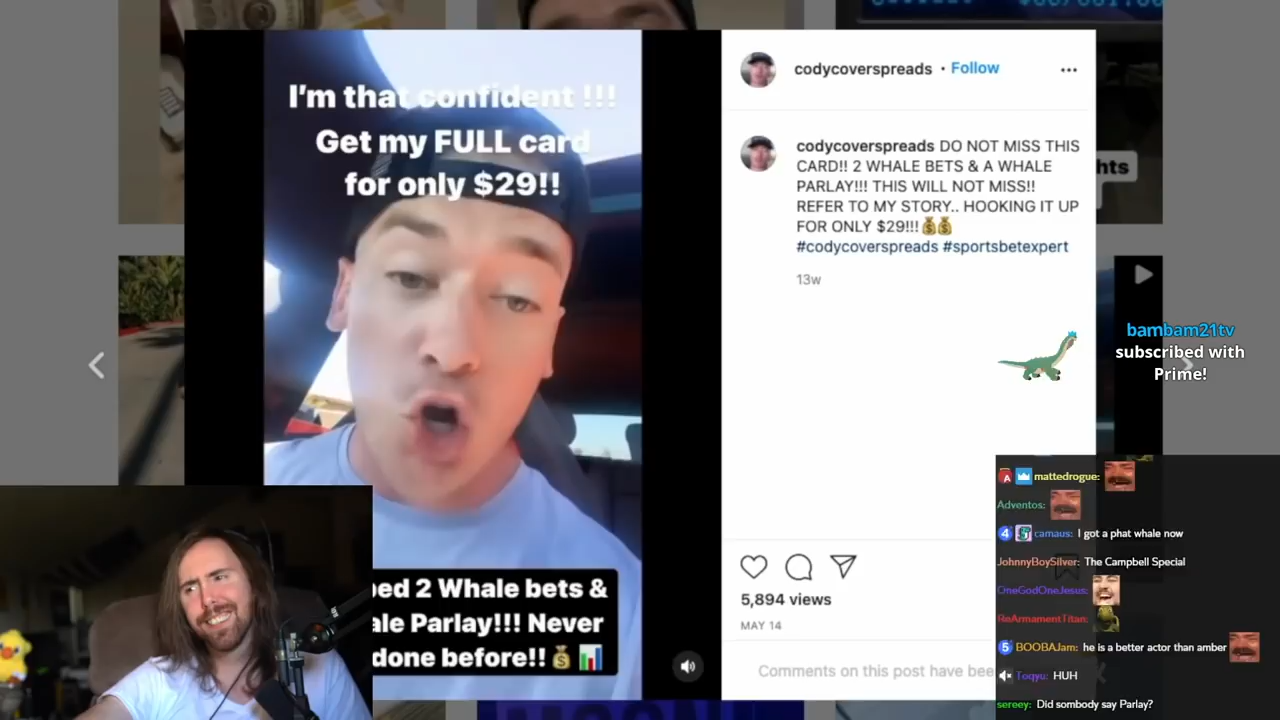 I'm that confident !!!
Get my FULL card
for only $29!!
2 Whale bets &
Parlay!!! Never
done before!!
codycoverspreads • Follow
codycoverspreads DO NOT MISS THIS
CARD!! 2 WHALE BETS & A WHALE
PARLAY!!! THIS WILL NOT MISS!!
REFER TO MY STORY.. HOOKING IT UP
FOR ONLY $29!!!💰💰
#codycoverspreads #sportsbetexpert
13w
5,894 views
MAY 14
Comments on this post have
bambam21tv
subscribed with
Prime!
mattedrogue:
Adventos:
4 camaus: I got a phat whale now
JohnnyBoySilver: The Campbell Special
OneGodOneJesus:
ReArmamentTitan:
5 BOOBAJam: he is a better actor than amber
Toqyu: HUH
sereey: Did sombody say Parlay?